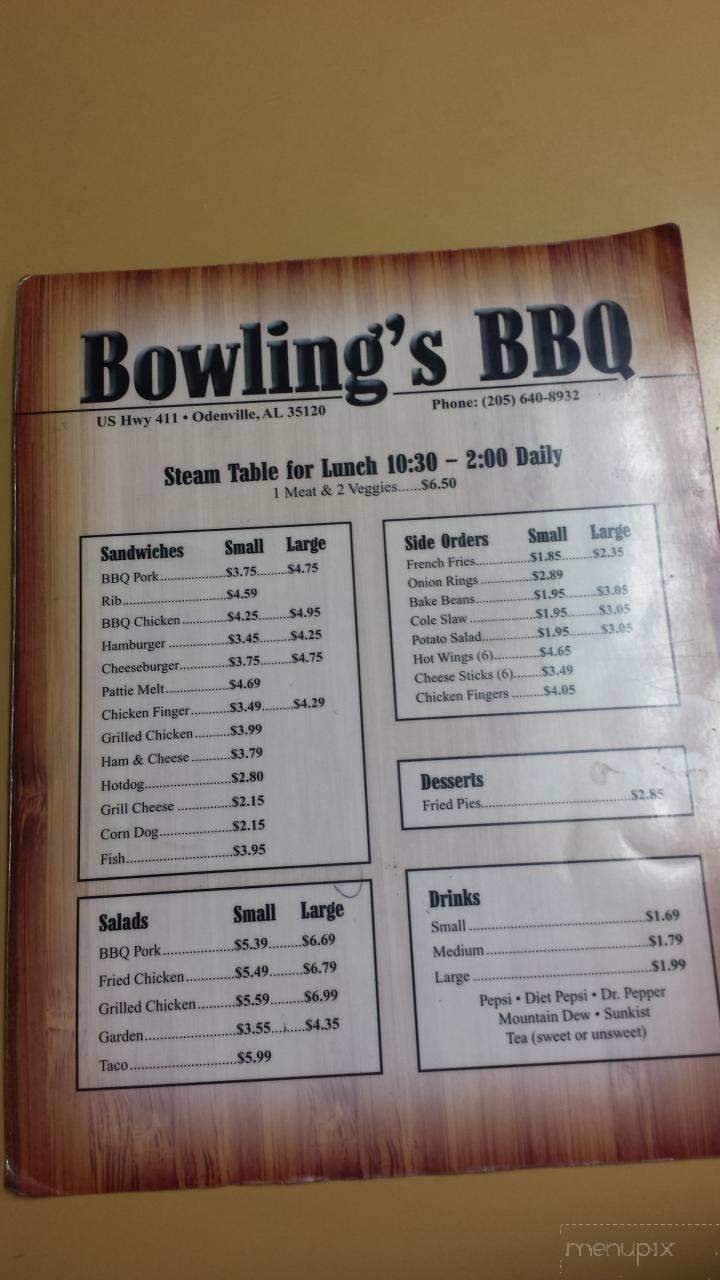 Bowling's BBQ
US Hwy 411 • Odenville, AL 35120
Phone: (205) 640-8932
Steam Table for Lunch 10:30 – 2:00 Daily
1 Meat & 2 Veggies......$6.50
Sandwiches Small Large
BBQ Pork....................$3.75.........$4.75
Rib................................$4.59
BBQ Chicken..............$4.25.........$4.95
Hamburger ..................$3.45.........$4.25
Cheeseburger...............$3.75.........$4.75
Pattie Melt...................$4.69
Chicken Finger............$3.49.........$4.29
Grilled Chicken...........$3.99
Ham & Cheese............$3.79
Hotdog.........................$2.80
Grill Cheese ................$2.15
Corn Dog.....................$2.15
Fish..............................$3.95
Salads Small Large
BBQ Pork....................$5.39.........$6.69
Fried Chicken..............$5.49.........$6.79
Grilled Chicken...........$5.59.........$6.99
Garden.........................$3.55.........$4.35
Taco.............................$5.99
Side Orders Small Large
French Fries................$1.85.........$2.35
Onion Rings ...............$2.89
Bake Beans.................$1.95.........$3.05
Cole Slaw ...................$1.95.........$3.05
Potato Salad................$1.95.........$3.05
Hot Wings (6)..............$4.65
Cheese Sticks (6).........$3.49
Chicken Fingers .........$4.05
Desserts
Fried Pies.............................................$2.85
Drinks
Small ....................................................$1.69
Medium ................................................$1.79
Large ....................................................$1.99
Pepsi • Diet Pepsi • Dr. Pepper
Mountain Dew • Sunkist
Tea (sweet or unsweet)
menupix